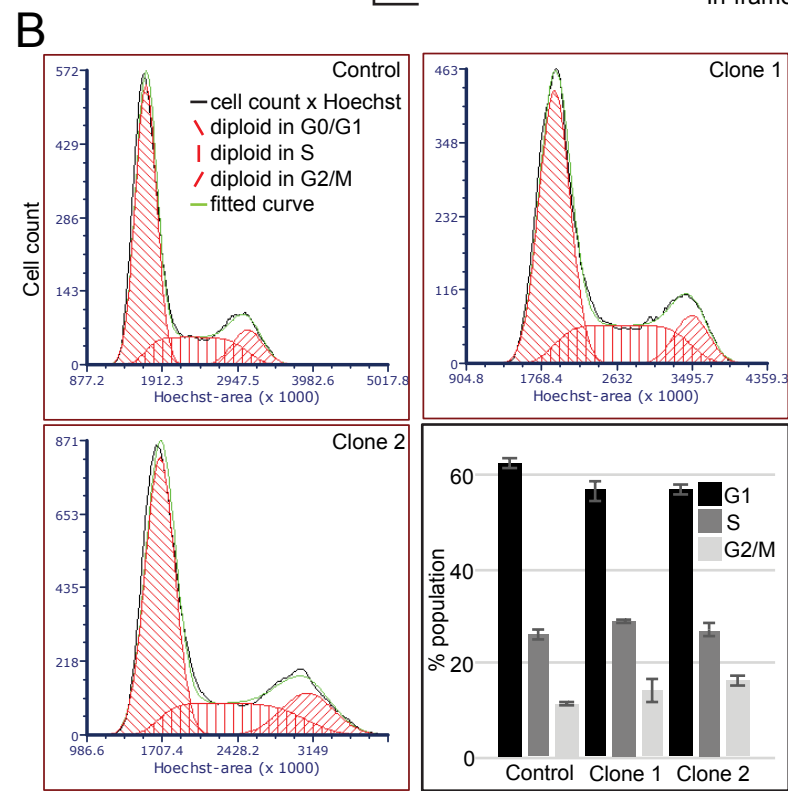 B
Control
572
429
286
143
0
Cell count
cell count x Hoechst
diploid in G0/G1
diploid in S
diploid in G2/M
fitted curve
877.2 1912.3 2947.5 3982.6 5017.8
Hoechst-area (x 1000)
Clone 1
463
348
232
116
0
904.8 1768.4 2632 3495.7 4359.3
Hoechst-area (x 1000)
Clone 2
871
653
435
218
0
986.6 1707.4 2428.2 3149
Hoechst-area (x 1000)
% population
60
40
20
0
G1
S
G2/M
Control Clone 1 Clone 2